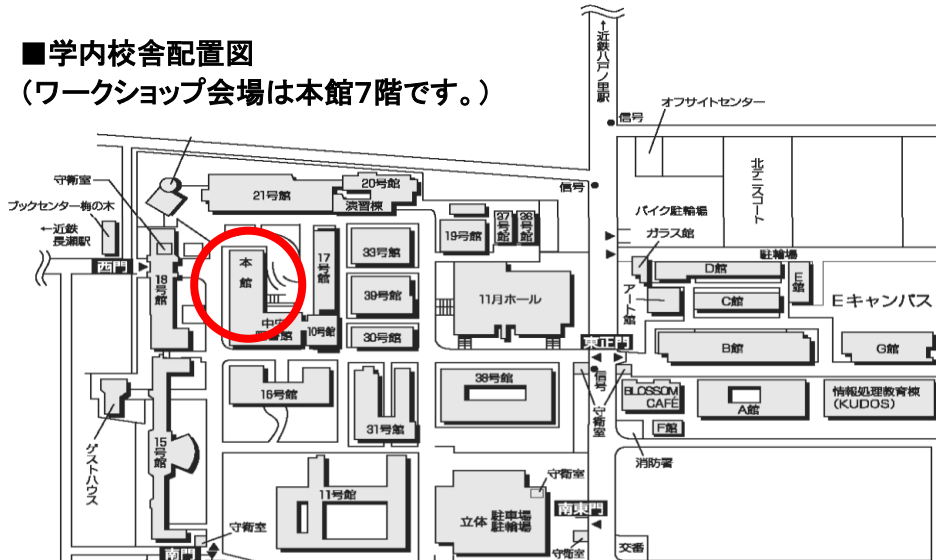 ■学内校舎配置図
（ワークショップ会場は本館7階です。）
←近鉄八戸ノ里駅
信号
オフサイトセンター
信号
守衛室
ブックセンター梅の木
←近鉄
長瀬駅
西門
18号館
21号館
20号館
演習棟
本館
17号館
10号館
33号館
39号館
30号館
19号館
37号館
36号館
11月ホール
北テニスコート
バイク駐輪場
ガラス館
駐輪場
アート館
D館
E館
C館
B館
G館
Eキャンパス
東正門
信号
守衛室
BLOSSOM
CAFÉ
A館
F館
情報処理教育棟
(KUDOS)
消防署
16号館
31号館
38号館
ゲストハウス
15号館
11号館
守衛室
南門
立体 駐車場
駐輪場
守衛室
南東門
守衛室
交番